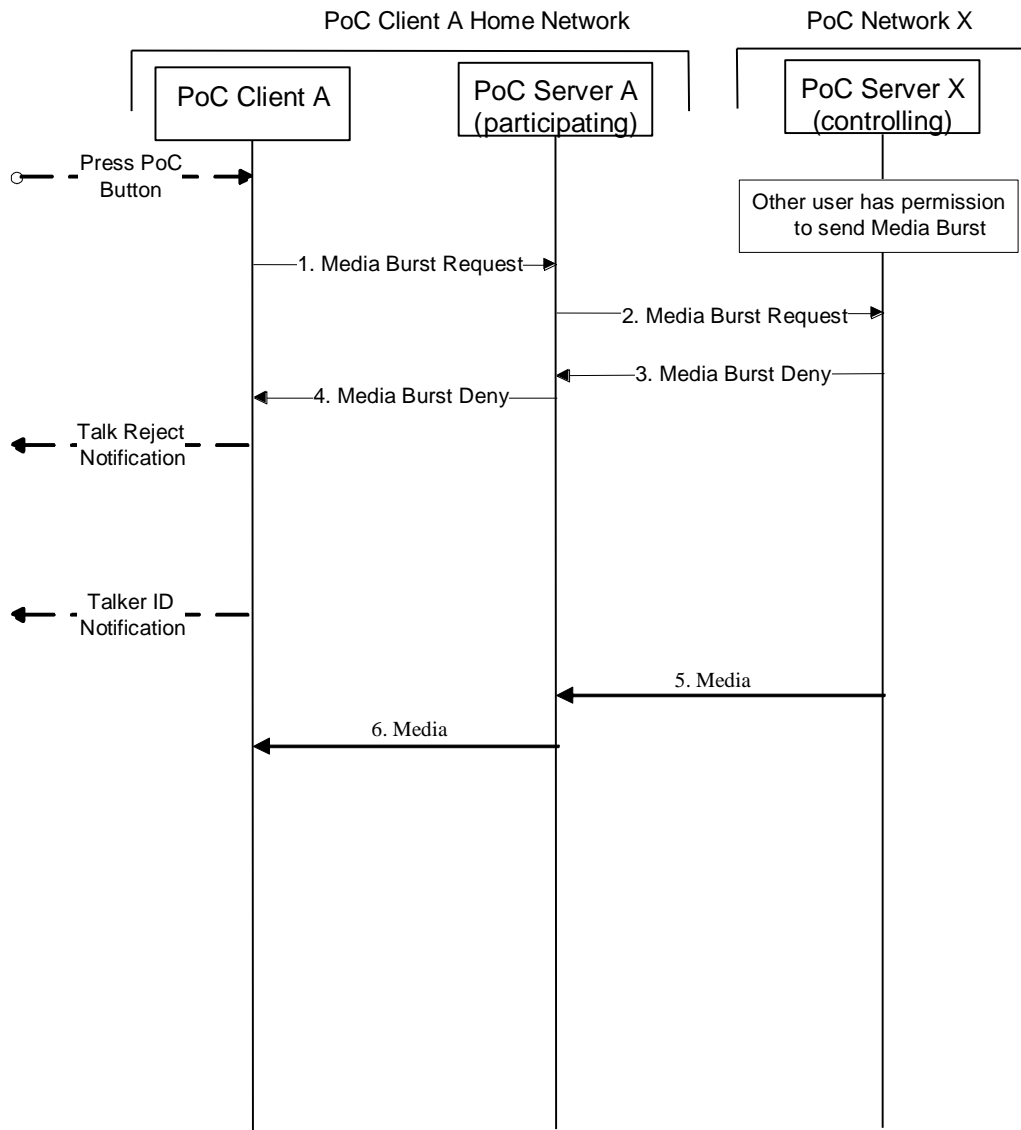 PoC Client A Home Network
PoC Network X
PoC Client A
PoC Server A
(participating)
PoC Server X
(controlling)
Press PoC
Button
Other user has permission
to send Media Burst
1. Media Burst Request
2. Media Burst Request
3. Media Burst Deny
4. Media Burst Deny
Talk Reject
Notification
Talker ID
Notification
5. Media
6. Media